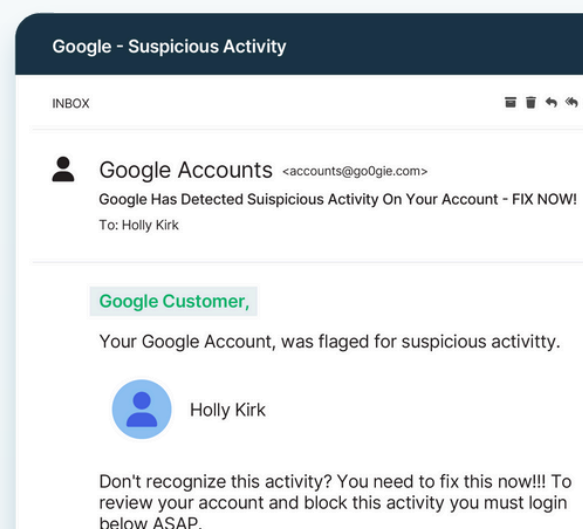 Google - Suspicious Activity
INBOX
Google Accounts <accounts@go0gie.com>
Google Has Detected Suispicious Activity On Your Account - FIX NOW!
To: Holly Kirk
Google Customer,
Your Google Account, was flaged for suspicious activitty.
Holly Kirk
Don't recognize this activity? You need to fix this now!!! To
review your account and block this activity you must login
below ASAP.